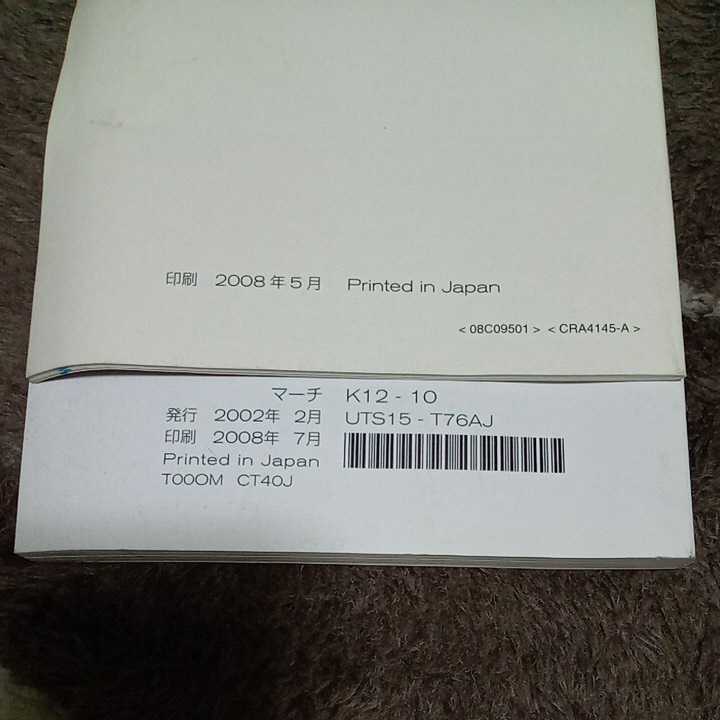 印刷 2008年5月 Printed in Japan
< 08C09501 > < CRA4145-A >
マーチ K12 - 10
発行 2002年 2月 UTS15 - T76AJ
印刷 2008年 7月
Printed in Japan
T00OM CT40J